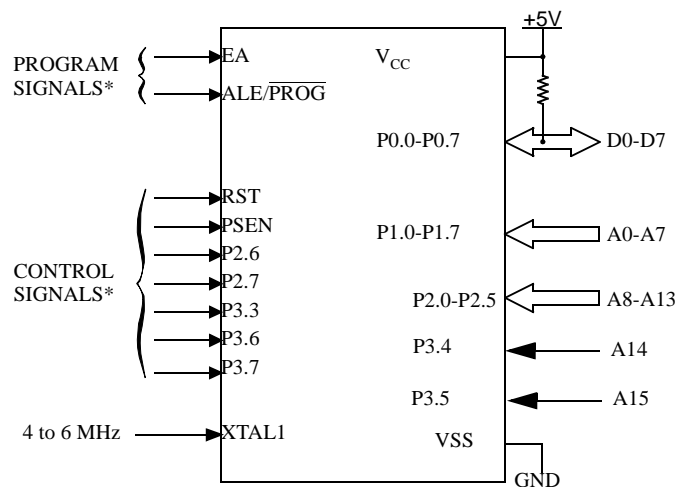 +5V
PROGRAM
SIGNALS*
EA
ALE/PROG
VCC
P0.0-P0.7
D0-D7
CONTROL
SIGNALS*
RST
PSEN
P2.6
P2.7
P3.3
P3.6
P3.7
P1.0-P1.7
A0-A7
P2.0-P2.5
A8-A13
P3.4
A14
P3.5
A15
4 to 6 MHz
XTAL1
VSS
GND